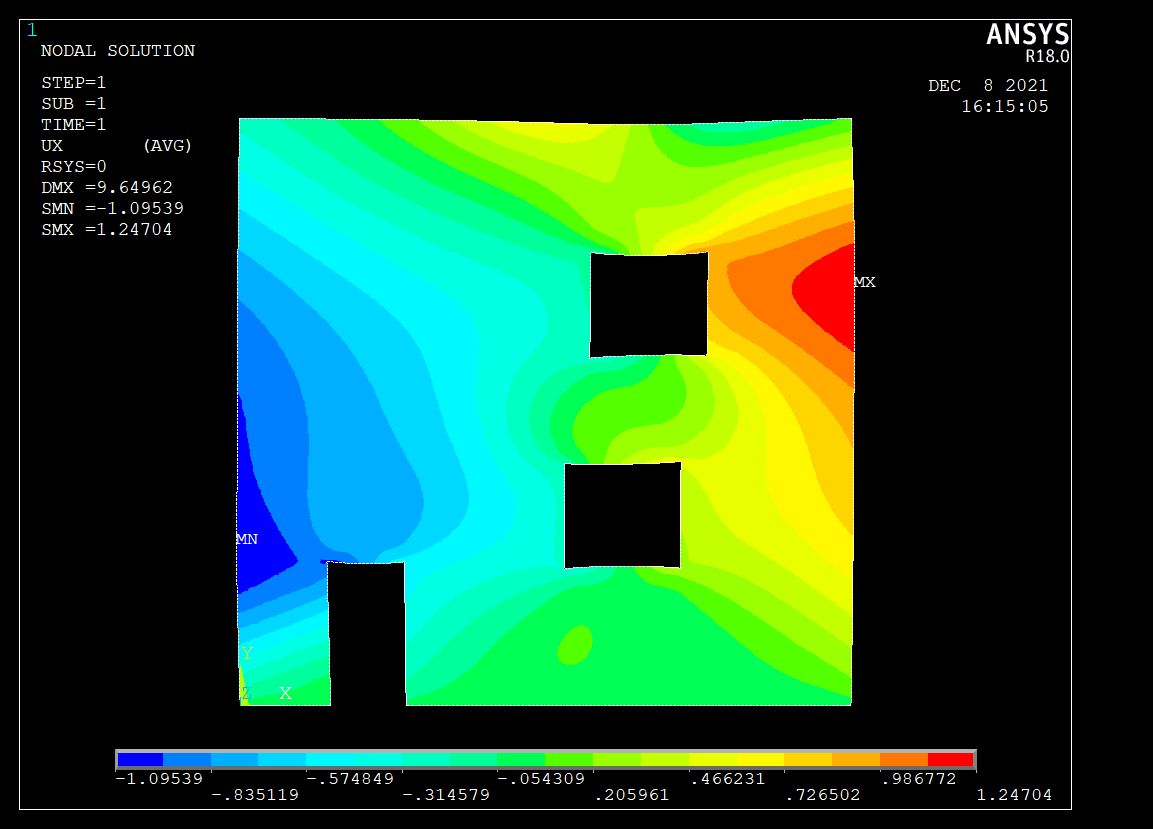 1
ANSYS
R18.0
NODAL SOLUTION
STEP=1
SUB =1
TIME=1
UX (AVG)
RSYS=0
DMX =9.64962
SMN =-1.09539
SMX =1.24704
DEC 8 2021
16:15:05
MX
MN
Y
Z X
-1.09539 -.574849 -.054309 .466231 .986772
-.835119 -.314579 .205961 .726502 1.24704